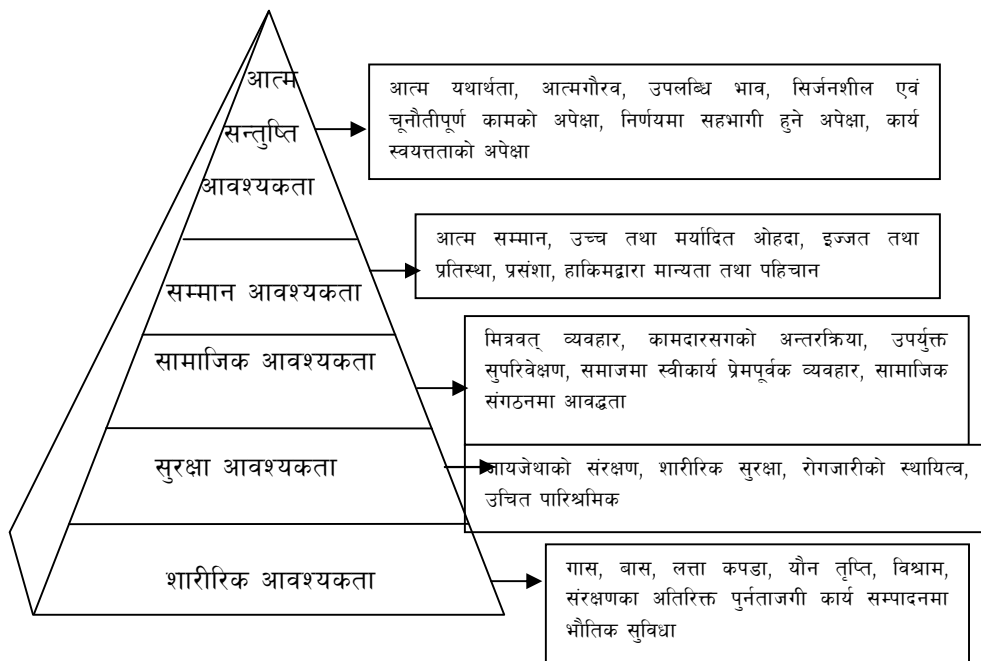 आत्म
सन्तुष्ति
आवश्यकता
आत्म यथार्थता, आत्मगौरव, उपलब्धि भाव, सिर्जनशील एवं
चूनौतीपूर्ण कामको अपेक्षा, निर्णयमा सहभागी हुने अपेक्षा, कार्य
स्वयत्तताको अपेक्षा
सम्मान आवश्यकता
आत्म सम्मान, उच्च तथा मर्यादित ओहदा, इज्जत तथा
प्रतिस्था, प्रसंशा, हाकिमद्वारा मान्यता तथा पहिचान
सामाजिक आवश्यकता
मित्रवत् व्यवहार, कामदारसगको अन्तरक्रिया, उपर्युक्त
सुपरिवेक्षण, समाजमा स्वीकार्य प्रेमपूर्वक व्यवहार, सामाजिक
संगठनमा आवद्धता
सुरक्षा आवश्यकता
जायजेथाको संरक्षण, शारीरिक सुरक्षा, रोगजारीको स्थायित्व,
उचित पारिश्रमिक
शारीरिक आवश्यकता
गास, बास, लत्ता कपडा, यौन तृप्ति, विश्राम,
संरक्षणका अतिरिक्त पुर्नताजगी कार्य सम्पादनमा
भौतिक सुविधा